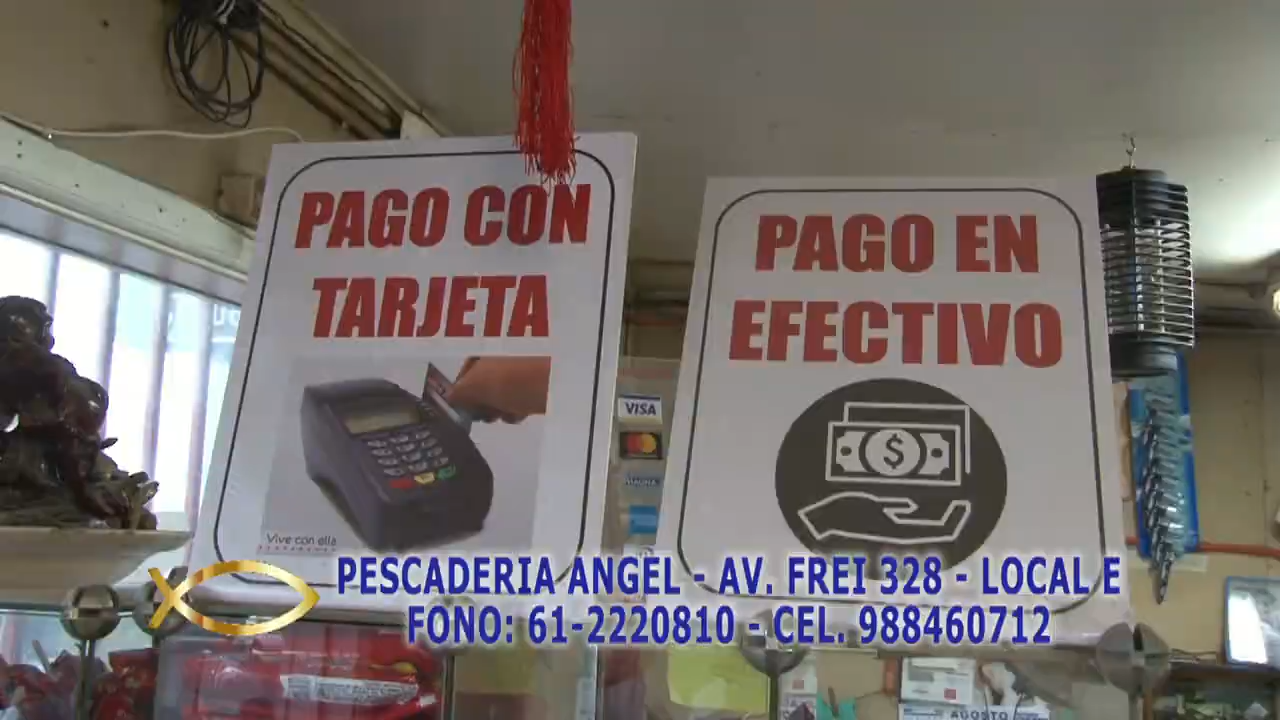 PAGO CON
TARJETA
Vive con ella
PAGO EN
EFECTIVO
$
VISA
PESCADERIA ANGEL - AV. FREI 328 - LOCAL E
FONO: 61-2220810 - CEL. 988460712
AGOSTO